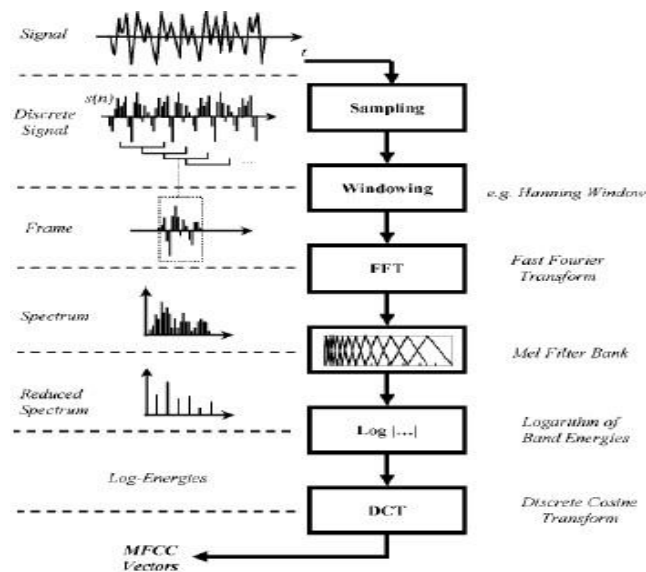 Signal
t
Sampling
s(n)
Discrete
Signal
...
Windowing
e.g. Hanning Window
Frame
FFT
Fast Fourier
Transform
Spectrum
Mel Filter Bank
Reduced
Spectrum
Log |...|
Logarithm of
Band Energies
Log-Energies
DCT
Discrete Cosine
Transform
MFCC
Vectors